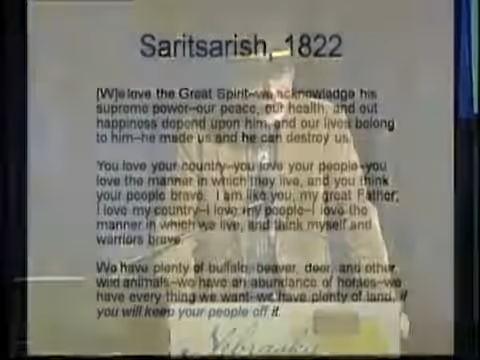 Saritsarish, 1822
[W]e love the Great Spirit--we acknowledge his
supreme power--our peace, our health, and out
happiness depend upon him, and our lives belong
to him--he made us and he can destroy us.
You love your country--you love your people--you
love the manner in which they live, and you think
your people brave. I am like you, my great Father,
I love my country--I love my people--I love the
manner in which we live, and think myself and
warriors brave.
We have plenty of buffalo, beaver, deer, and other
wild animals--we have an abundance of horses--we
have every thing we want--we have plenty of land, if
you will keep your people off it.
Nebraska